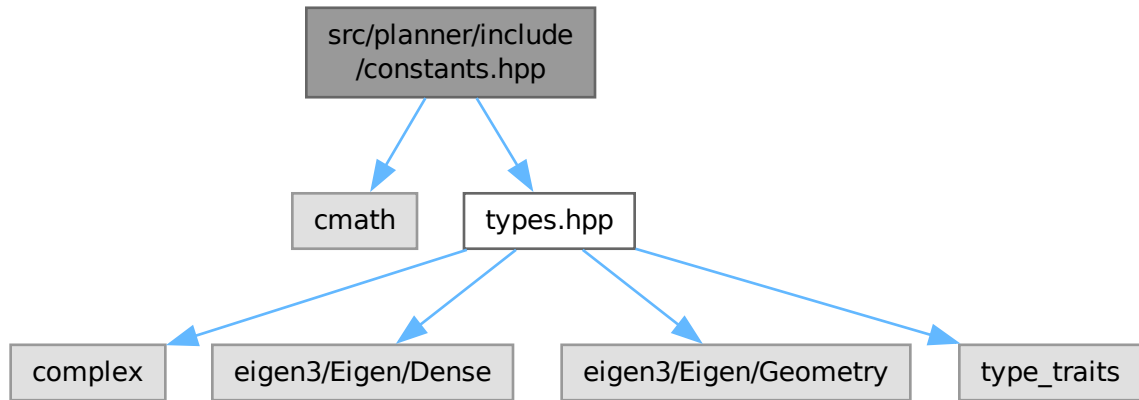 src/planner/include
/constants.hpp
cmath
types.hpp
complex
eigen3/Eigen/Dense
eigen3/Eigen/Geometry
type_traits